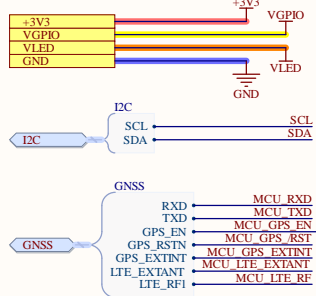 +3V3
VGPIO
+3V3
VGPIO
VLED
GND
VLED
GND
I2C
SCL SCL
I2C SDA SDA
GNSS
RXD MCU_RXD
TXD MCU_TXD
GPS_EN MCU_GPS_EN
GNSS GPS_RSTN MCU_GPS_/RST
GPS_EXTINT MCU_GPS_EXTINT
LTE_EXTANT MCU_LTE_EXTANT
LTE_RFI MCU_LTE_RF